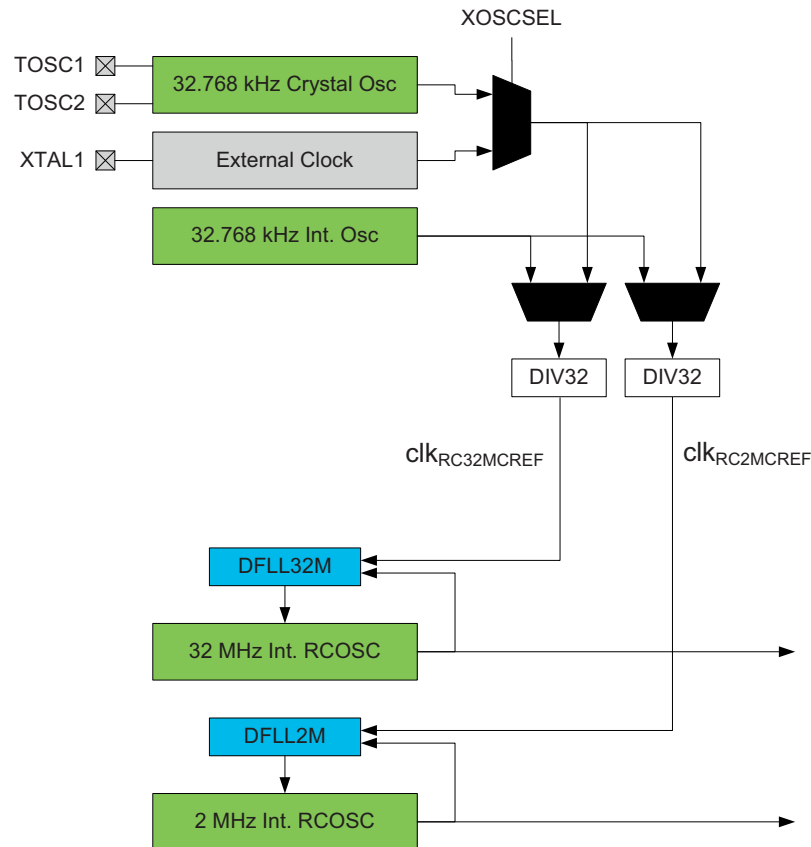 XOSCSEL
TOSC1
32.768 kHz Crystal Osc
TOSC2
XTAL1
External Clock
32.768 kHz Int. Osc
DIV32
DIV32
clkRC32MCREF
clkRC2MCREF
DFLL32M
32 MHz Int. RCOSC
DFLL2M
2 MHz Int. RCOSC